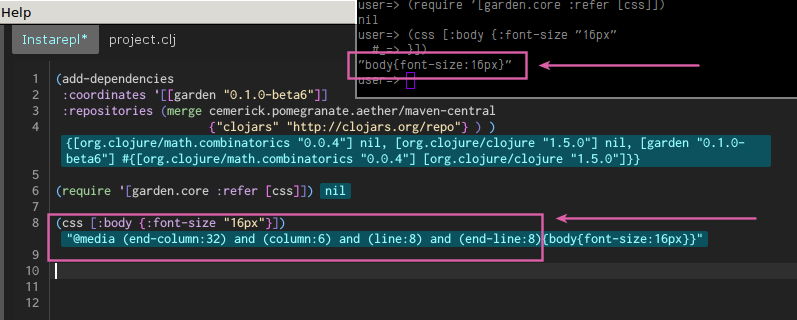 Help
Instarepl* project.clj
user=> (require '[garden.core :refer [css]])
nil
user=> (css [:body {:font-size "16px"
#_=> }])
"body{font-size:16px}"
user=>
1 (add-dependencies
2 :coordinates '[[garden "0.1.0-beta6"]]
3 :repositories (merge cemerick.pomegranate.aether/maven-central
4 {"clojars" "http://clojars.org/repo"} ) )
{[org.clojure/math.combinatorics "0.0.4"] nil, [org.clojure/clojure "1.5.0"] nil, [garden "0.1.0-
beta6"] #{[org.clojure/math.combinatorics "0.0.4"] [org.clojure/clojure "1.5.0"]}}
5
6 (require '[garden.core :refer [css]]) nil
7
8 (css [:body {:font-size "16px"}])
"@media (end-column:32) and (column:6) and (line:8) and (end-line:8){body{font-size:16px}}"
9
10
11
12